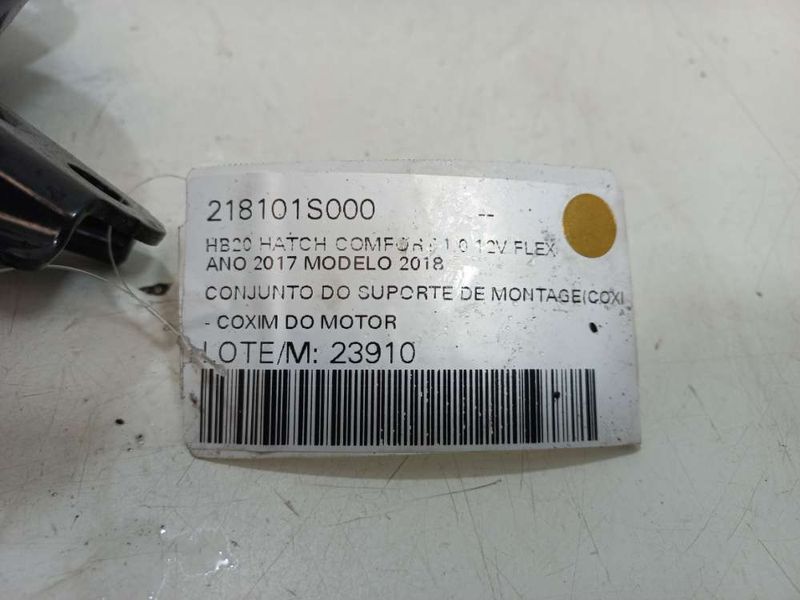 218101S000 --
HB20 HATCH COMFORT 1.0 12V FLEX
ANO 2017 MODELO 2018
CONJUNTO DO SUPORTE DE MONTAGE(COXI
- COXIM DO MOTOR
LOTE/M: 23910